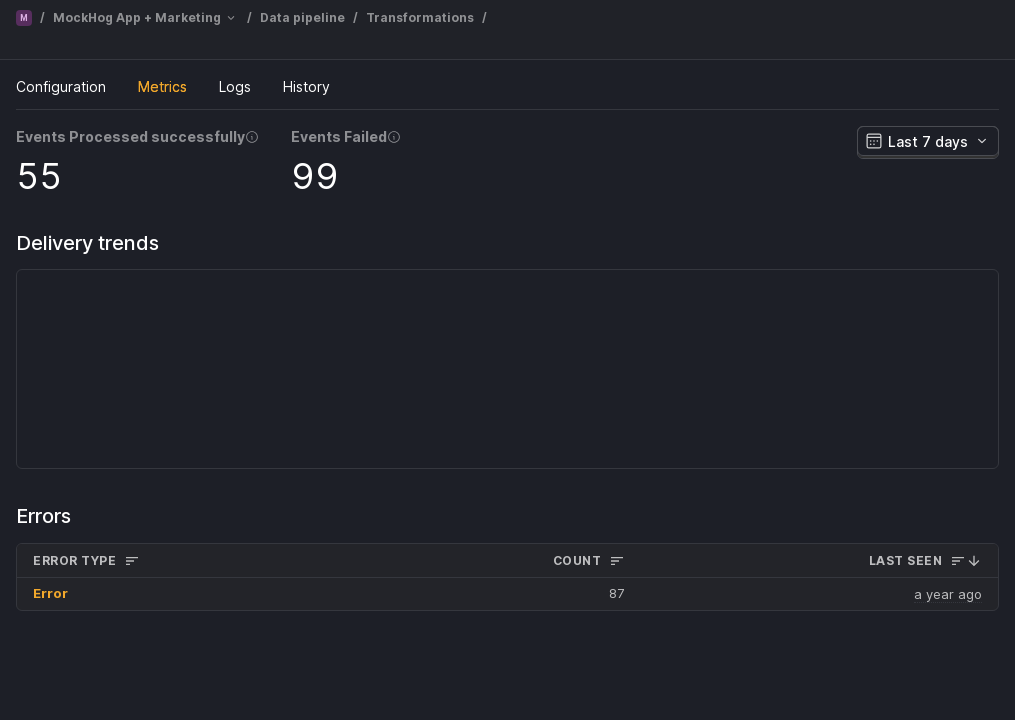 M / MockHog App + Marketing / Data pipeline / Transformations /
Configuration Metrics Logs History
Events Processed successfully Events Failed Last 7 days
55 99
Delivery trends
Errors
ERROR TYPE COUNT LAST SEEN
Error 87 a year ago